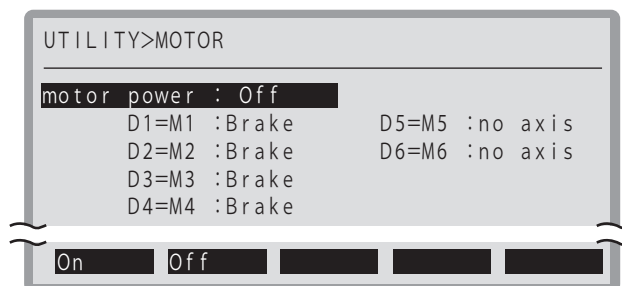 UTILITY>MOTOR
motor power : Off
D1=M1 :Brake D5=M5 :no axis
D2=M2 :Brake D6=M6 :no axis
D3=M3 :Brake
D4=M4 :Brake
On Off